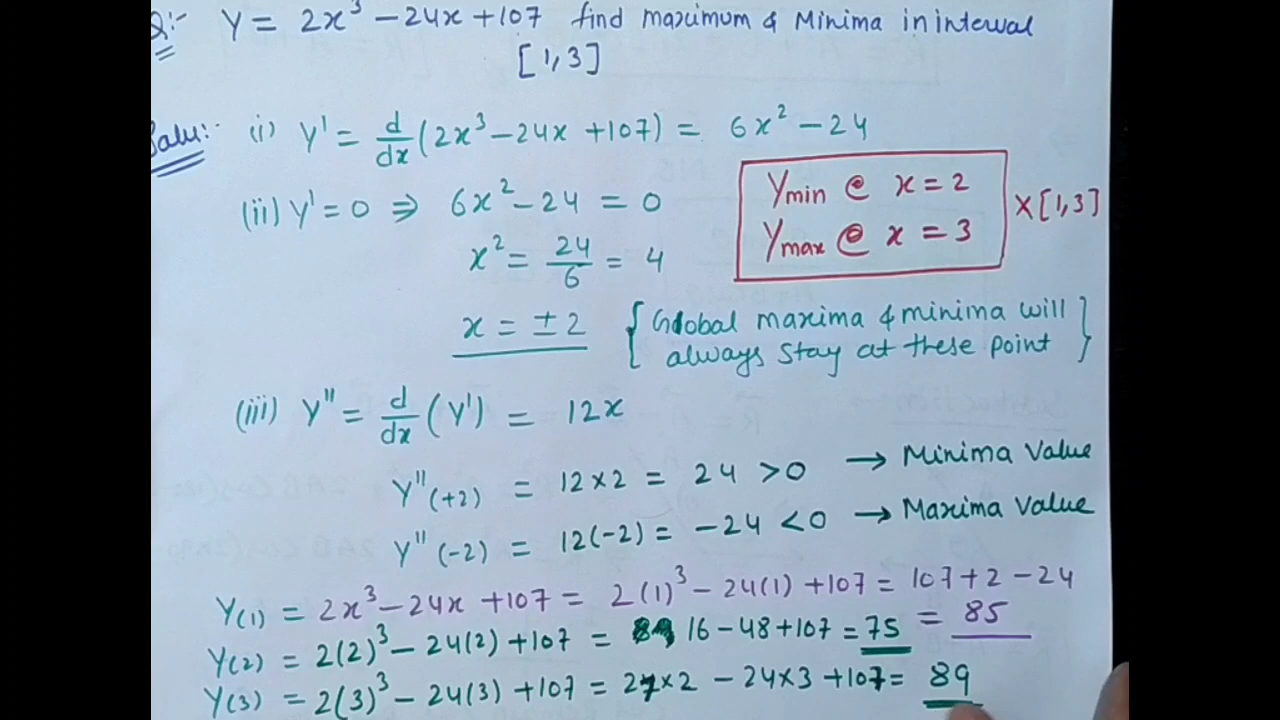 Q:- Y = 2x³ - 24x + 107 find maximum & Minima in interval
[1, 3]
Solu:- (i) Y' = d/dx (2x³ - 24x + 107) = 6x² - 24
(ii) Y' = 0 ⇒ 6x² - 24 = 0
x² = 24/6 = 4
x = ± 2
Ymin @ x = 2
Ymax @ x = 3
x [1, 3]
{ Global maxima & minima will
always stay at these point }
(iii) Y'' = d/dx (Y') = 12x
Y''(+2) = 12×2 = 24 > 0 → Minima Value
Y''(-2) = 12(-2) = -24 < 0 → Maxima Value
Y(1) = 2x³ - 24x + 107 = 2(1)³ - 24(1) + 107 = 107 + 2 - 24
= 85
Y(2) = 2(2)³ - 24(2) + 107 = 16 - 48 + 107 = 75
Y(3) = 2(3)³ - 24(3) + 107 = 27×2 - 24×3 + 107 = 89